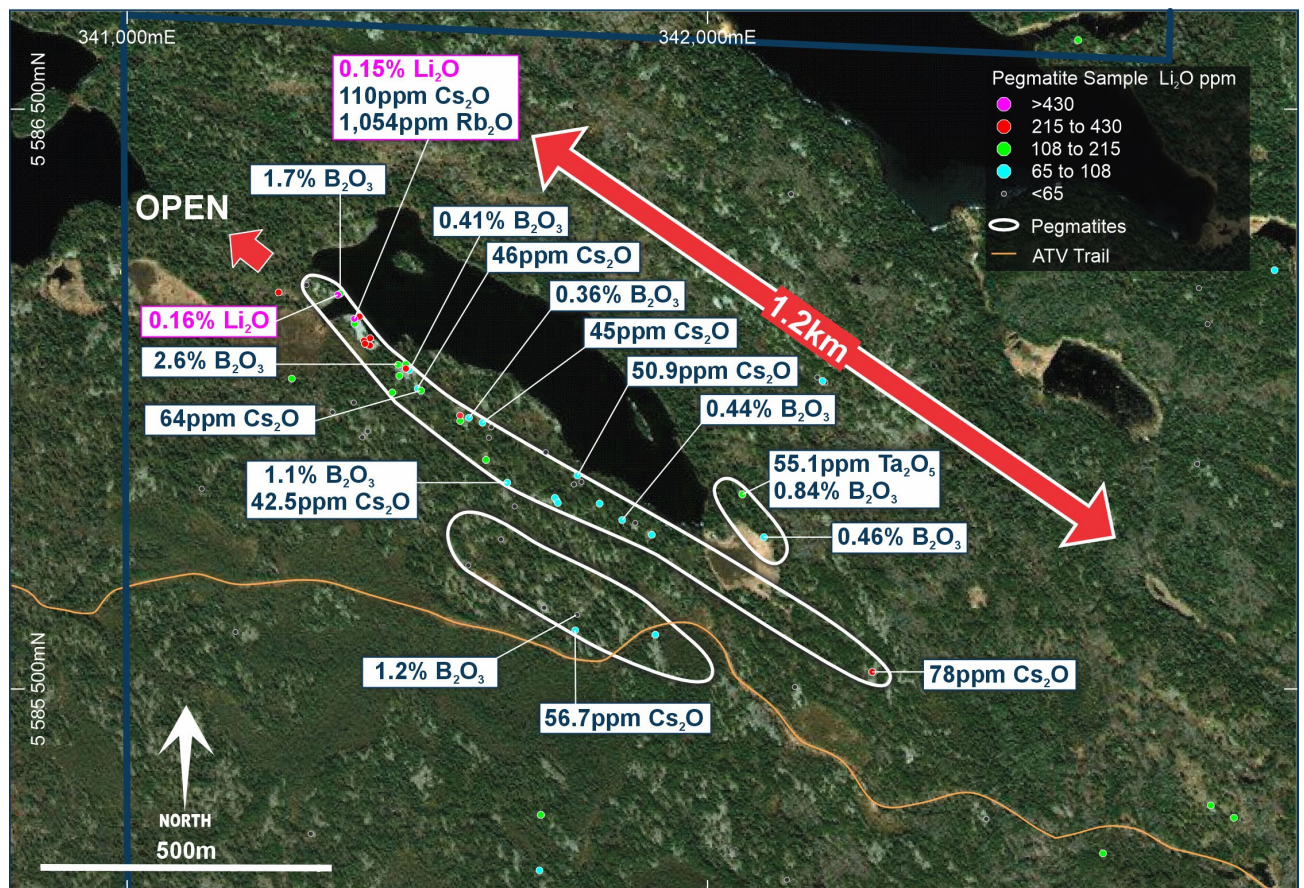 341,000mE
342,000mE
5 586 500mN
5 585 500mN
Pegmatite Sample Li₂O ppm
>430
215 to 430
108 to 215
65 to 108
<65
Pegmatites
ATV Trail
0.15% Li₂O
110ppm Cs₂O
1,054ppm Rb₂O
1.7% B₂O₃
OPEN
0.41% B₂O₃
46ppm Cs₂O
0.36% B₂O₃
0.16% Li₂O
45ppm Cs₂O
1.2km
2.6% B₂O₃
50.9ppm Cs₂O
64ppm Cs₂O
0.44% B₂O₃
1.1% B₂O₃
42.5ppm Cs₂O
55.1ppm Ta₂O₅
0.84% B₂O₃
0.46% B₂O₃
1.2% B₂O₃
78ppm Cs₂O
56.7ppm Cs₂O
NORTH
500m